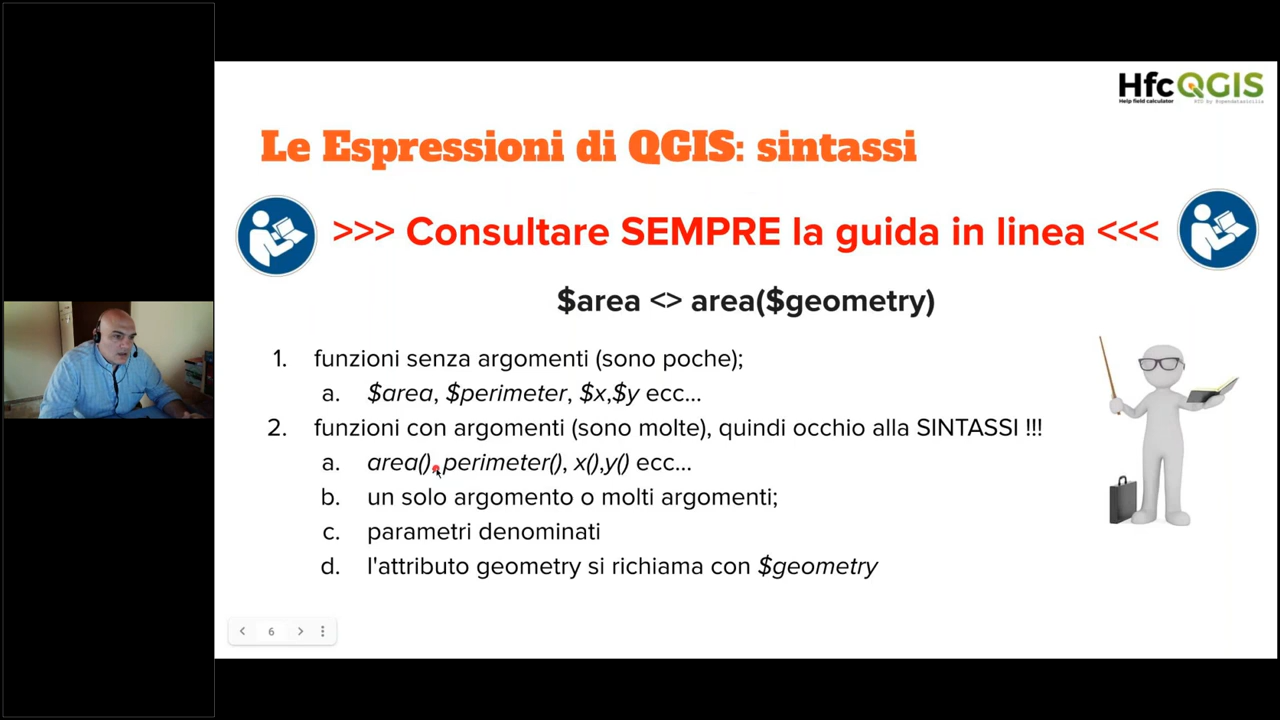 HfcQGIS
Help field calculator
Le Espressioni di QGIS: sintassi
>>> Consultare SEMPRE la guida in linea <<<
$area <> area($geometry)
1. funzioni senza argomenti (sono poche);
a. $area, $perimeter, $x,$y ecc...
2. funzioni con argomenti (sono molte), quindi occhio alla SINTASSI !!!
a. area(), perimeter(), x(),y() ecc...
b. un solo argomento o molti argomenti;
c. parametri denominati
d. l'attributo geometry si richiama con $geometry
6